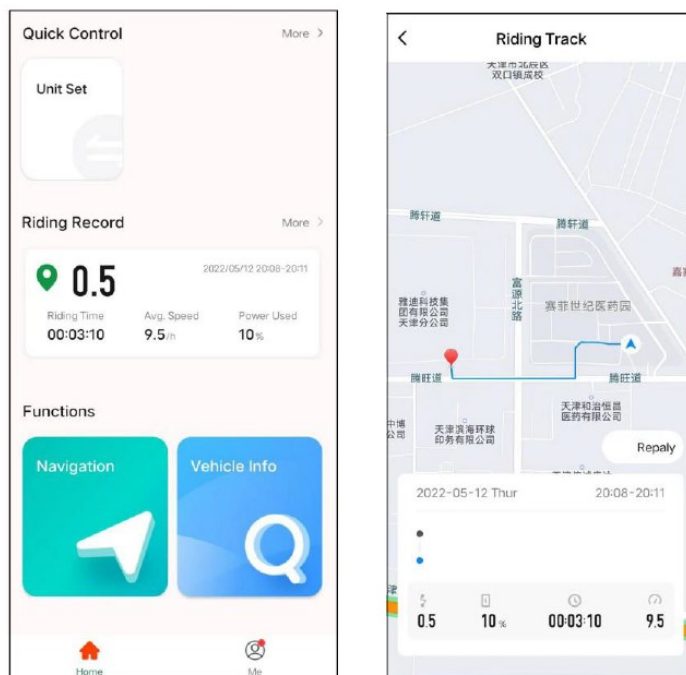 Quick Control
More >
Unit Set
Riding Record
More >
0.5
2022/05/12 20:08-20:11
Riding Time
Avg. Speed
Power Used
00:03:10
9.5 /h
10%
Functions
Navigation
Vehicle Info
Home
Me
< Riding Track
天津市北辰区
双口镇成校
腾轩道
腾轩道
富源北路
雅迪科技集
团有限公司
天津分公司
赛菲世纪医药园
腾旺道
腾旺道
天津和治恒昌
医药有限公司
中博
公司
天津滨海环球
印务有限公司
Repaly
2022-05-12 Thur
20:08-20:11
津
0.5
10%
00:03:10
9.5